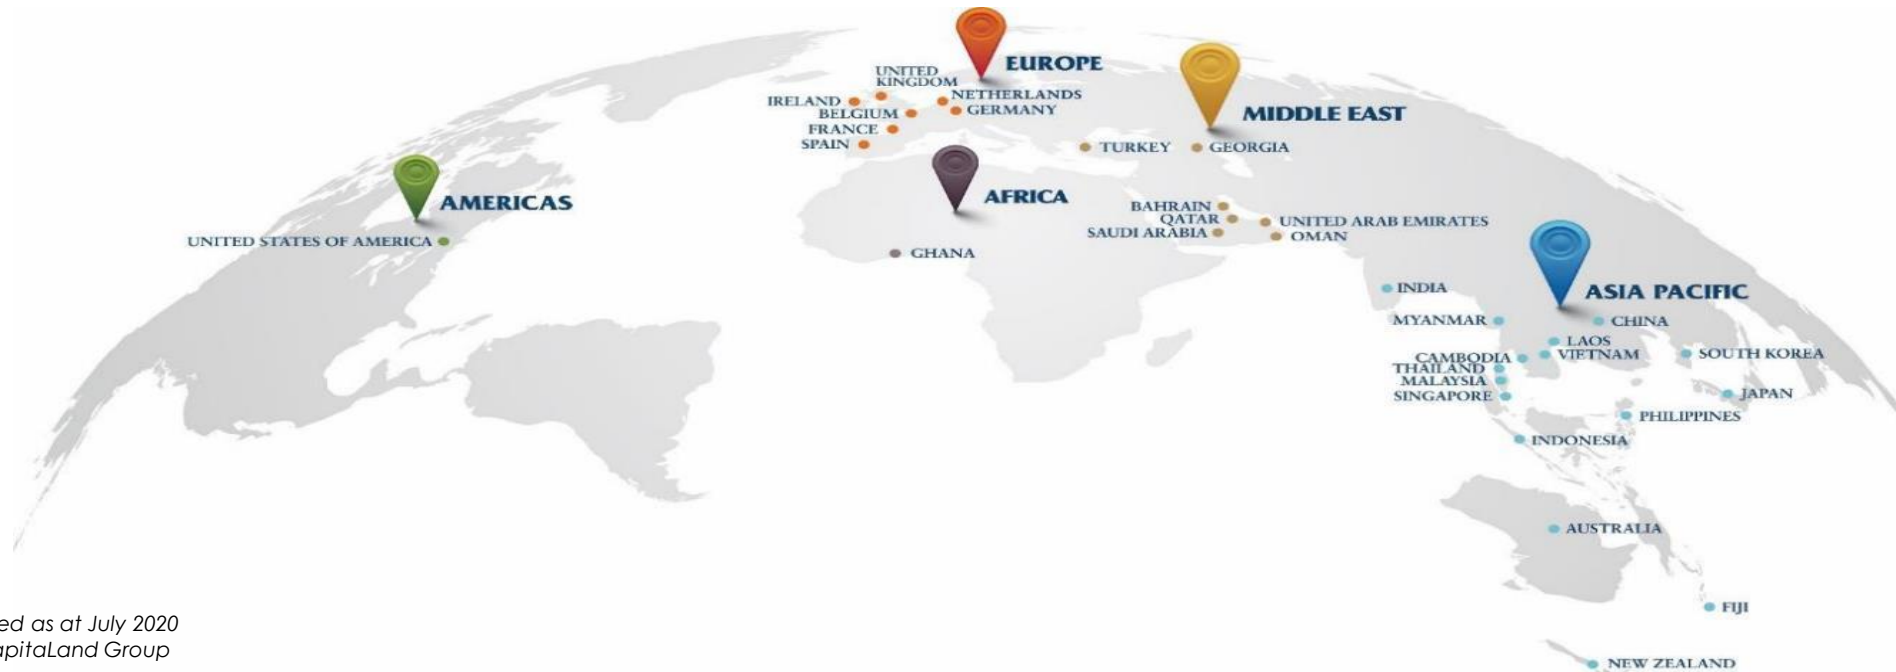 EUROPE
UNITED
KINGDOM
IRELAND
NETHERLANDS
BELGIUM
GERMANY
FRANCE
SPAIN
MIDDLE EAST
TURKEY
GEORGIA
BAHRAIN
QATAR
UNITED ARAB EMIRATES
SAUDI ARABIA
OMAN
AMERICAS
UNITED STATES OF AMERICA
AFRICA
GHANA
ASIA PACIFIC
INDIA
MYANMAR
CHINA
LAOS
CAMBODIA
VIETNAM
SOUTH KOREA
THAILAND
MALAYSIA
SINGAPORE
JAPAN
PHILIPPINES
INDONESIA
AUSTRALIA
FIJI
NEW ZEALAND
as at July 2020
Group